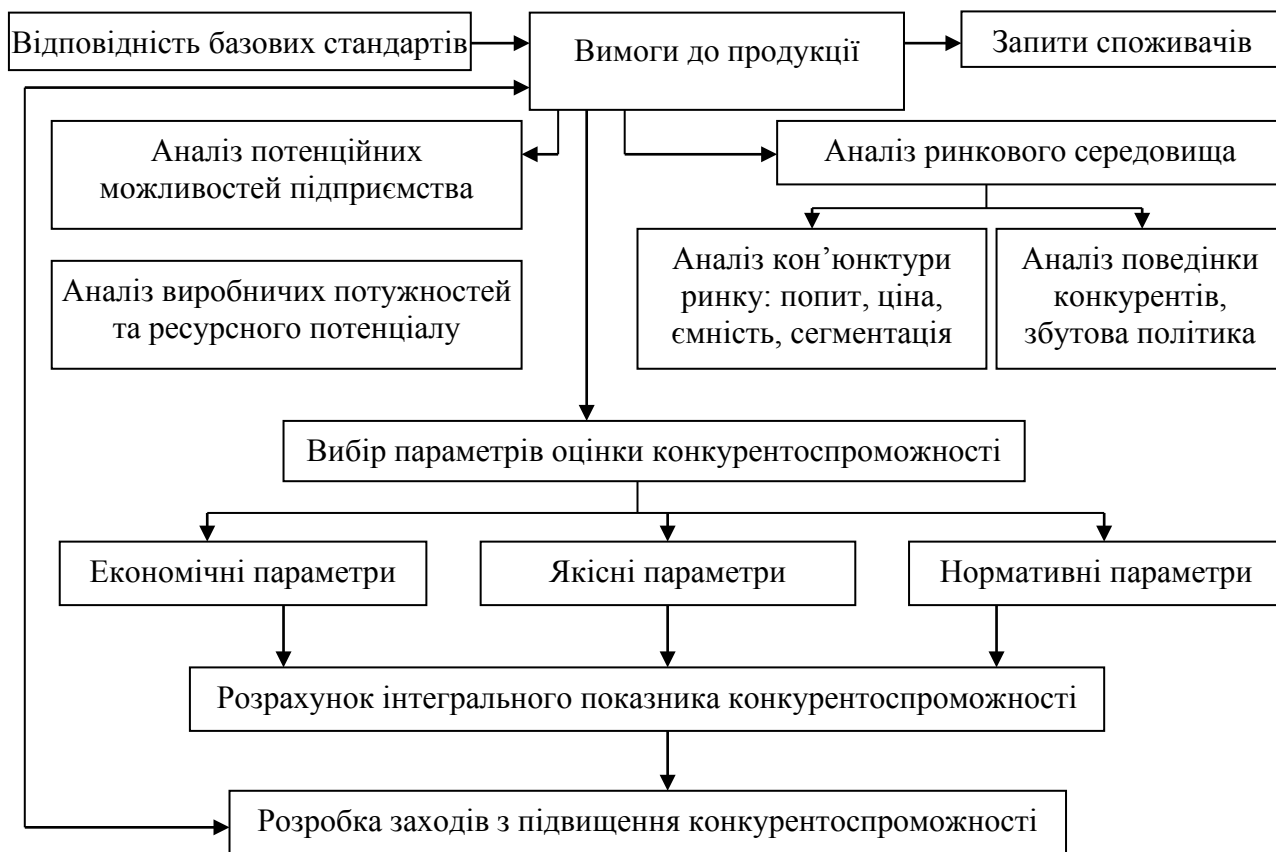 Відповідність базових стандартів
Вимоги до продукції
Запити споживачів
Аналіз потенційних
можливостей підприємства
Аналіз ринкового середовища
Аналіз виробничих потужностей
та ресурсного потенціалу
Аналіз кон’юнктури
ринку: попит, ціна,
ємність, сегментація
Аналіз поведінки
конкурентів,
збутова політика
Вибір параметрів оцінки конкурентоспроможності
Економічні параметри
Якісні параметри
Нормативні параметри
Розрахунок інтегрального показника конкурентоспроможності
Розробка заходів з підвищення конкурентоспроможності